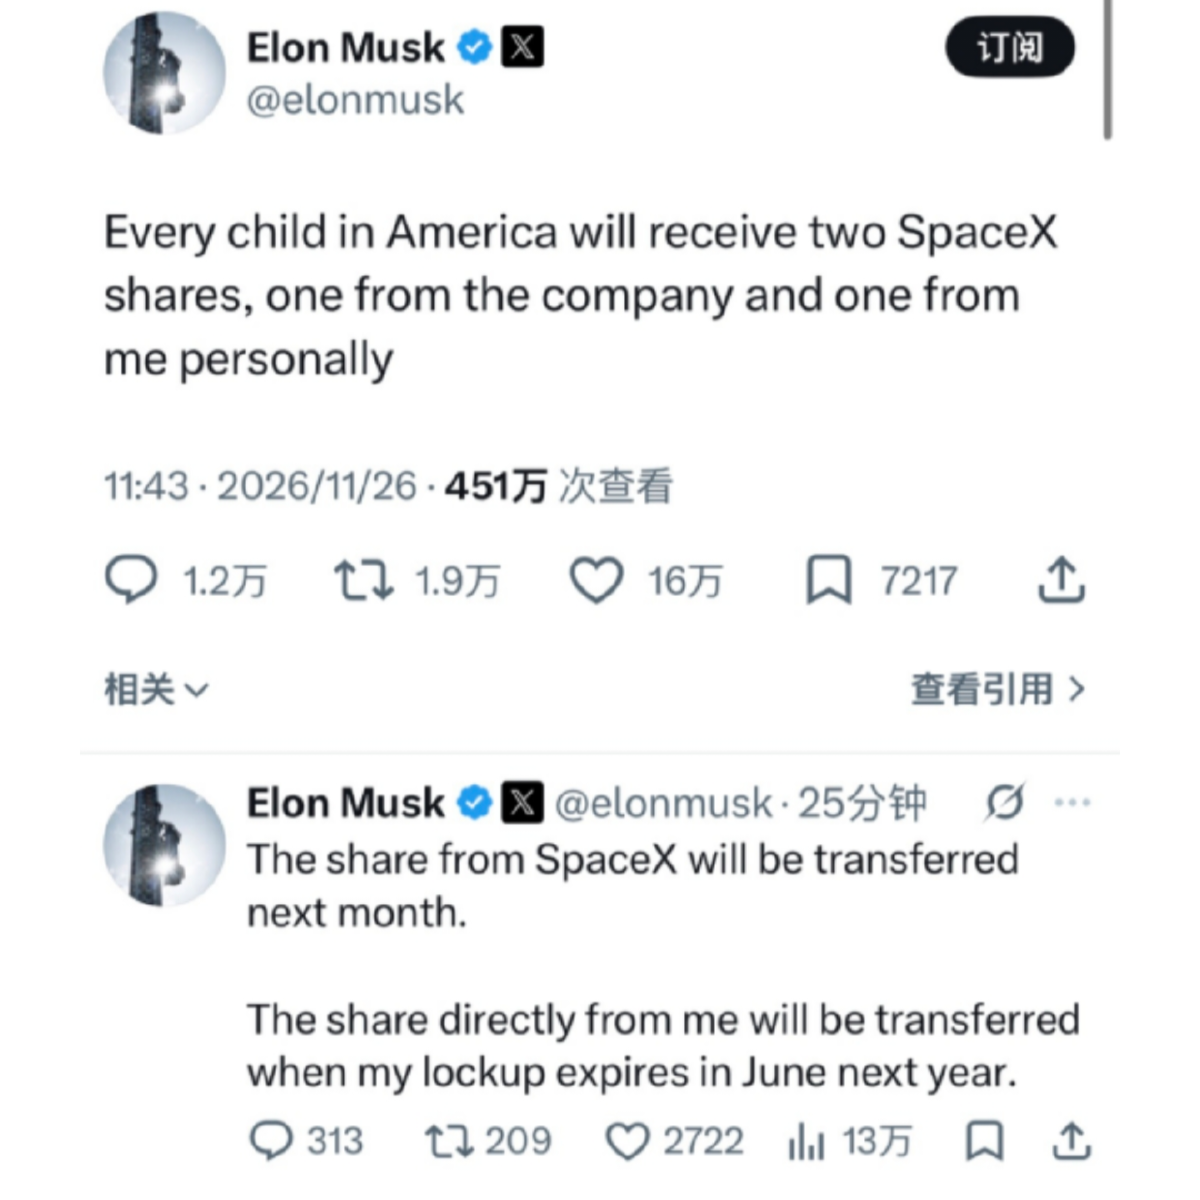 Elon Musk
订阅
@elonmusk
Every child in America will receive two SpaceX
shares, one from the company and one from
me personally
11:43 · 2026/11/26 · 451万 次查看
1.2万 1.9万 16万 7217
相关 查看引用
Elon Musk @elonmusk · 25分钟
The share from SpaceX will be transferred
next month.
The share directly from me will be transferred
when my lockup expires in June next year.
313 209 2722 13万